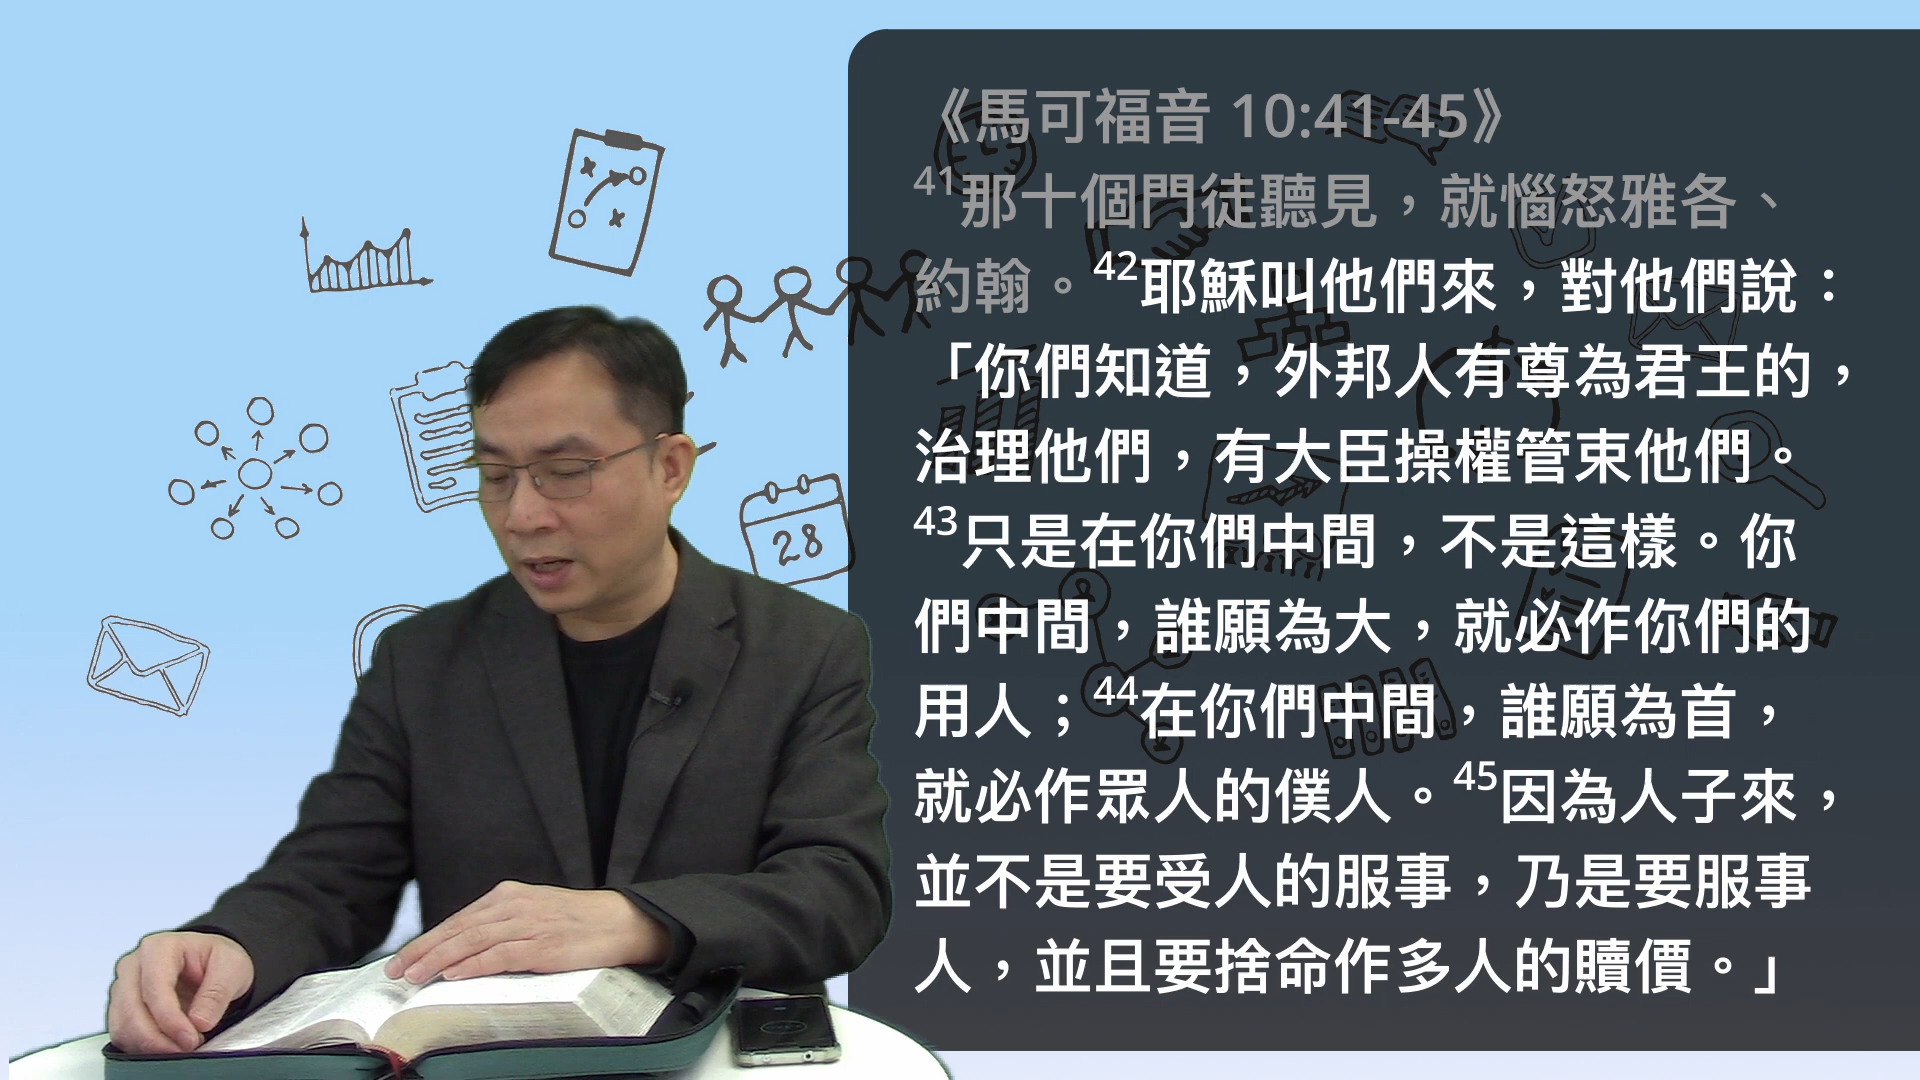 《馬可福音 10:41-45》
41那十個門徒聽見，就惱怒雅各、
約翰。42耶穌叫他們來，對他們說：
「你們知道，外邦人有尊為君王的，
治理他們，有大臣操權管束他們。
43只是在你們中間，不是這樣。你
們中間，誰願為大，就必作你們的
用人；44在你們中間，誰願為首，
就必作眾人的僕人。45因為人子來，
並不是要受人的服事，乃是要服事
人，並且要捨命作多人的贖價。」
28